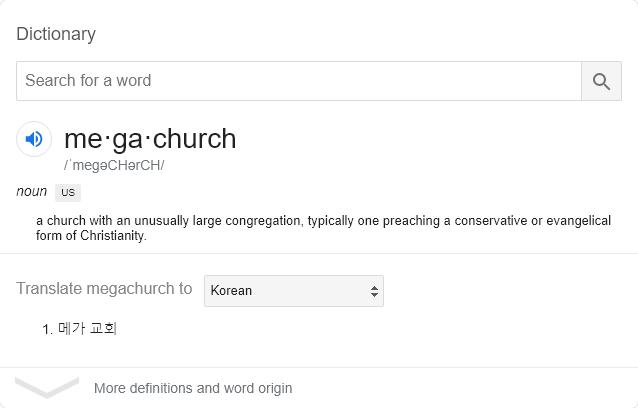 Dictionary
Search for a word
me·ga·church
/ˈmeɡəCHərCH/
noun US
a church with an unusually large congregation, typically one preaching a conservative or evangelical
form of Christianity.
Translate megachurch to Korean
1. 메가 교회
More definitions and word origin